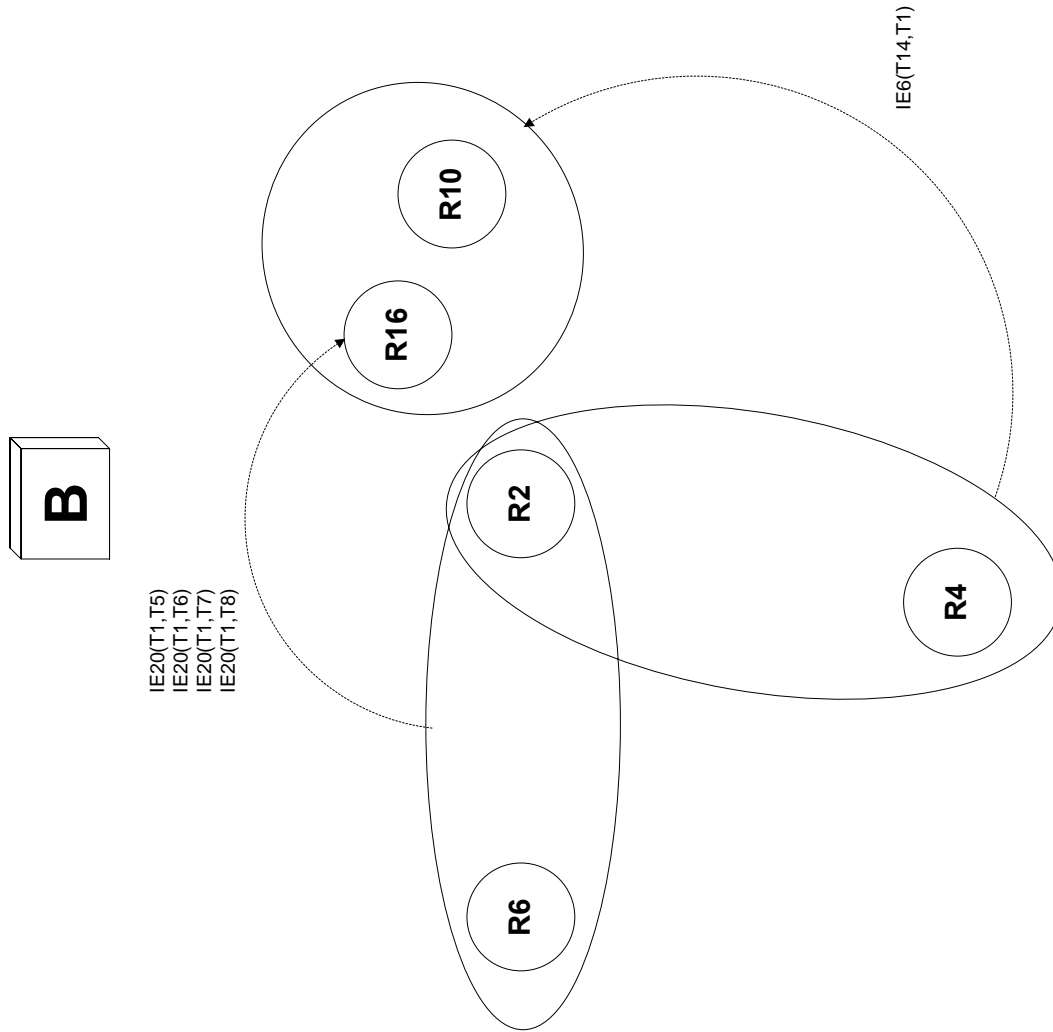 B
IE20(T1,T5)
IE20(T1,T6)
IE20(T1,T7)
IE20(T1,T8)
R16
R10
R6
R2
IE6(T14,T1)
R4